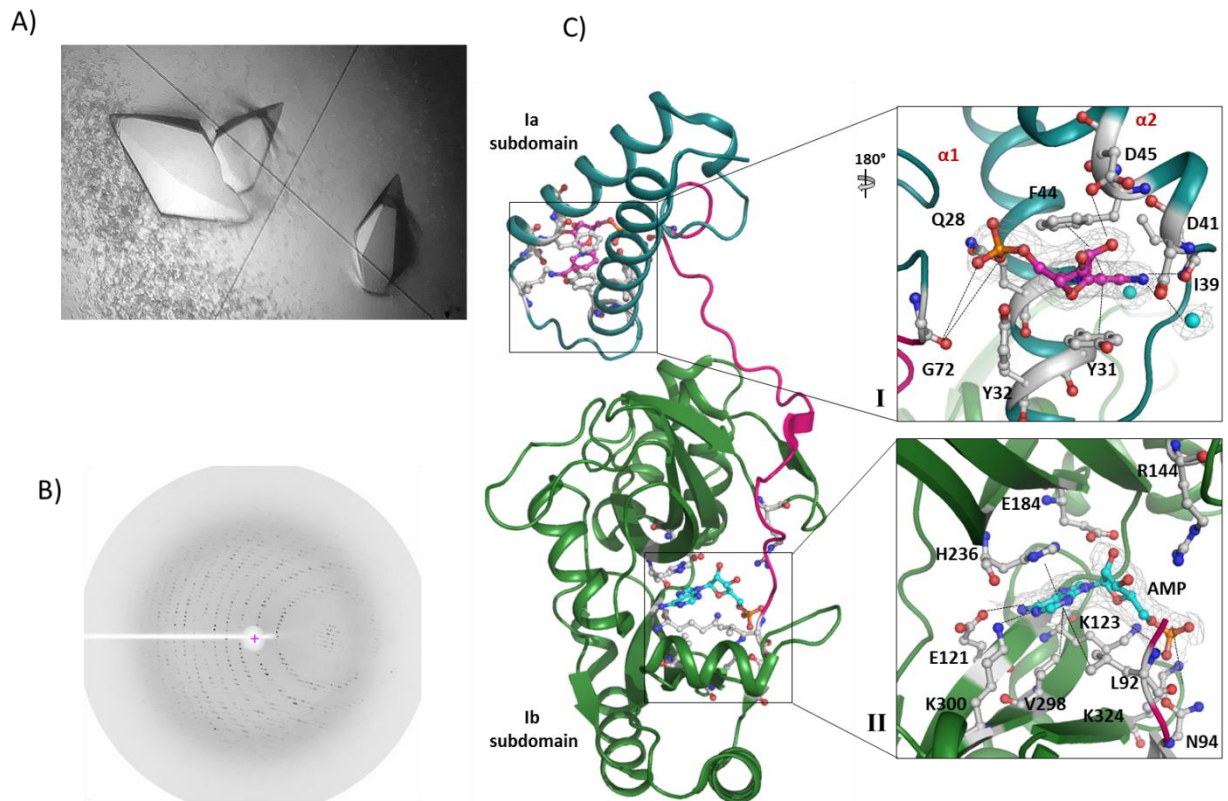 A)
C)
Ia
subdomain
180°
α2
α1
D45
F44
Q28
D41
I39
G72
Y32
Y31
I
B)
R144
E184
H236
AMP
K123
E121
L92
K300
V298
K324
II
N94
Ib
subdomain